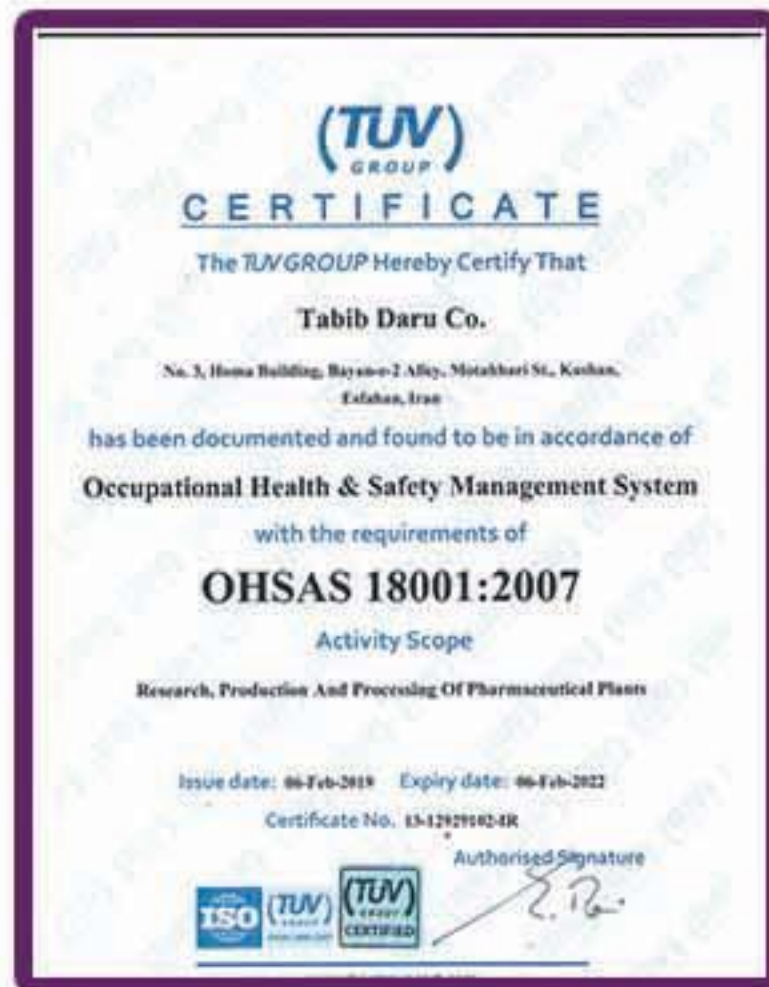 (TUV)
GROUP
CERTIFICATE
The TUVGROUP Hereby Certify That
Tabib Daru Co.
No. 3, Homa Building, Bayan-e-2 Alley, Motahhari St., Kashan,
Esfahan, Iran
has been documented and found to be in accordance of
Occupational Health & Safety Management System
with the requirements of
OHSAS 18001:2007
Activity Scope
Research, Production And Processing Of Pharmaceutical Plants
Issue date: 06-Feb-2019 Expiry date: 06-Feb-2022
Certificate No. 13-12929102-IR
Authorised Signature
ISO (TUV) GROUP (TUV) GROUP CERTIFIED